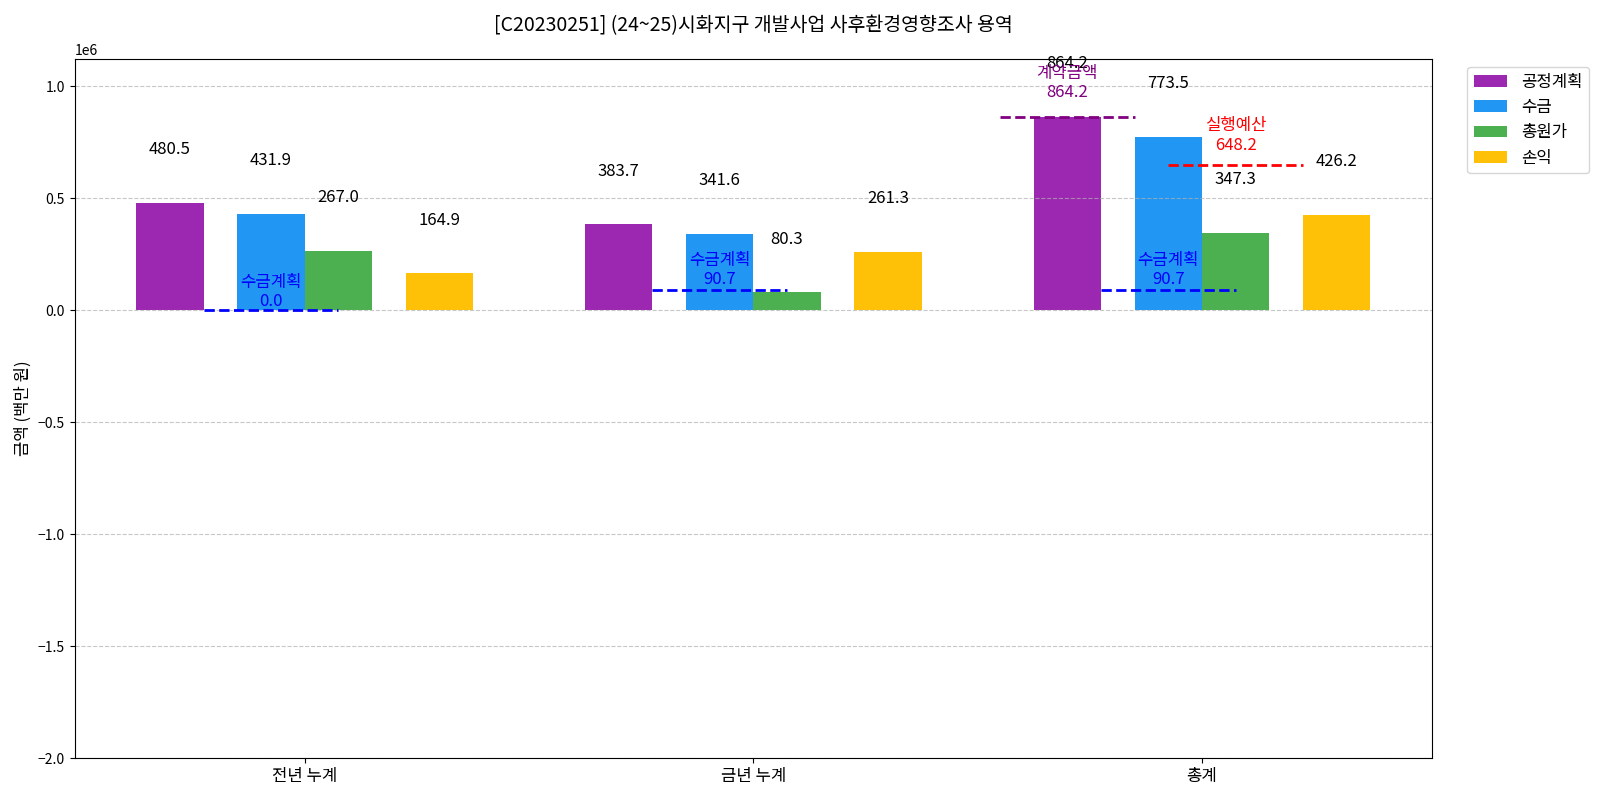 [C20230251] (24~25)시화지구 개발사업 사후환경영향조사 용역
1e6
1.0
0.5
0.0
−0.5
−1.0
−1.5
−2.0
금액 (백만 원)
480.5
431.9
267.0
164.9
수금계획
0.0
383.7
341.6
80.3
261.3
수금계획
90.7
864.2
계약금액
864.2
773.5
실행예산
648.2
347.3
426.2
수금계획
90.7
전년 누계
금년 누계
총계
공정계획
수금
총원가
손익